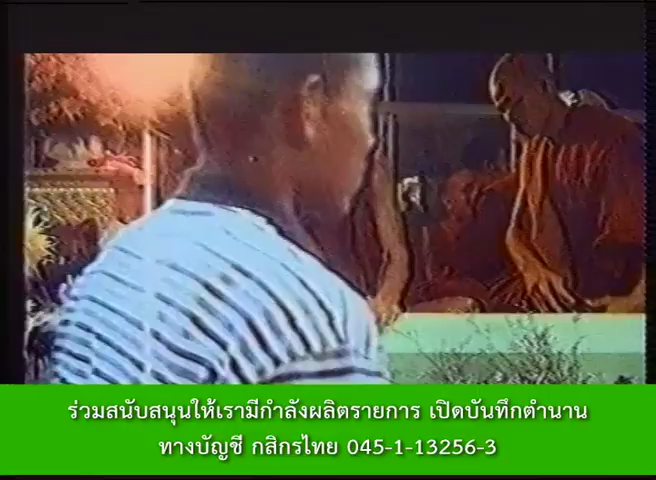 ร่วมสนับสนุนให้เรามีกำลังผลิตรายการ เปิดบันทึกตำนาน
ทางบัญชี กสิกรไทย 045-1-13256-3